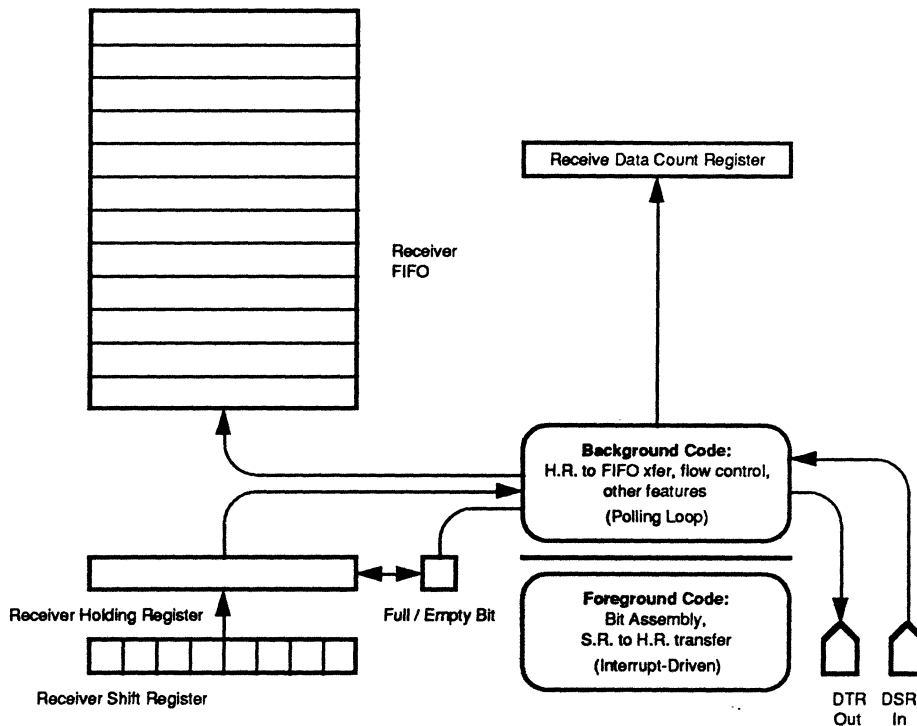 Receive Data Count Register
Receiver
FIFO
Background Code:
H.R. to FIFO xfer, flow control,
other features
(Polling Loop)
Receiver Holding Register
Full / Empty Bit
Foreground Code:
Bit Assembly,
S.R. to H.R. transfer
(Interrupt-Driven)
Receiver Shift Register
DTR
Out
DSR
In